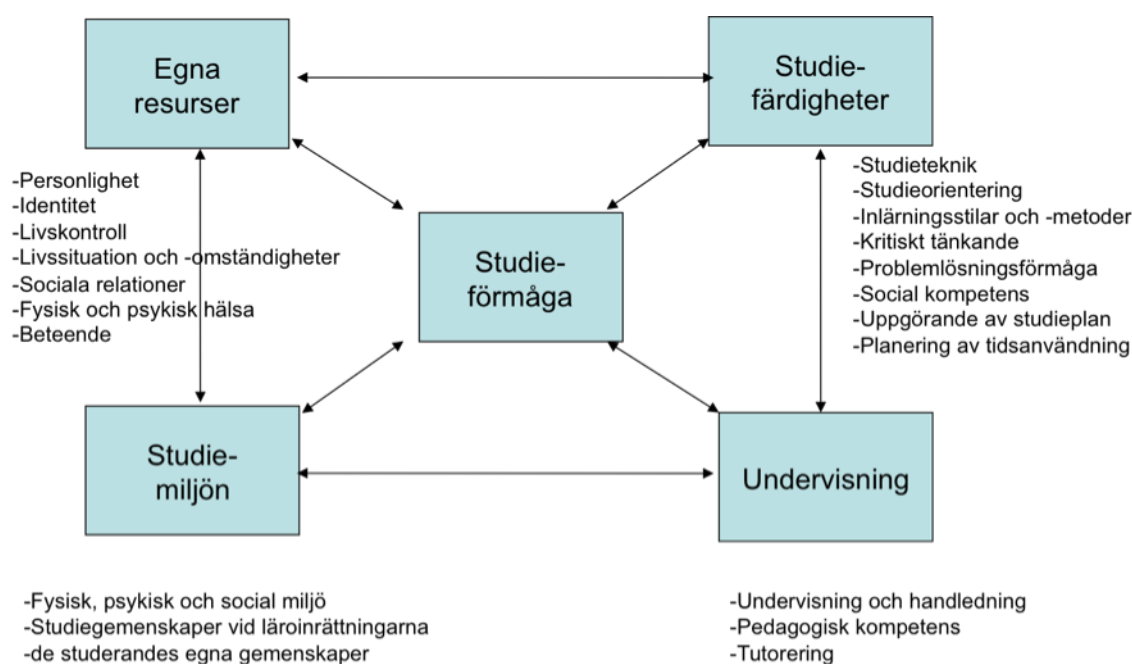 Egna
resurser
Studie-
färdigheter
-Personlighet
-Identitet
-Livskontroll
-Livssituation och -omständigheter
-Sociala relationer
-Fysisk och psykisk hälsa
-Beteende
-Studieteknik
-Studieorientering
-Inlärningsstilar och -metoder
-Kritiskt tänkande
-Problemlösningsförmåga
-Social kompetens
-Uppgörande av studieplan
-Planering av tidsanvändning
Studie-
förmåga
Studie-
miljön
Undervisning
-Fysisk, psykisk och social miljö
-Studiegemenskaper vid läroinrättningarna
-de studerandes egna gemenskaper
-Undervisning och handledning
-Pedagogisk kompetens
-Tutorering